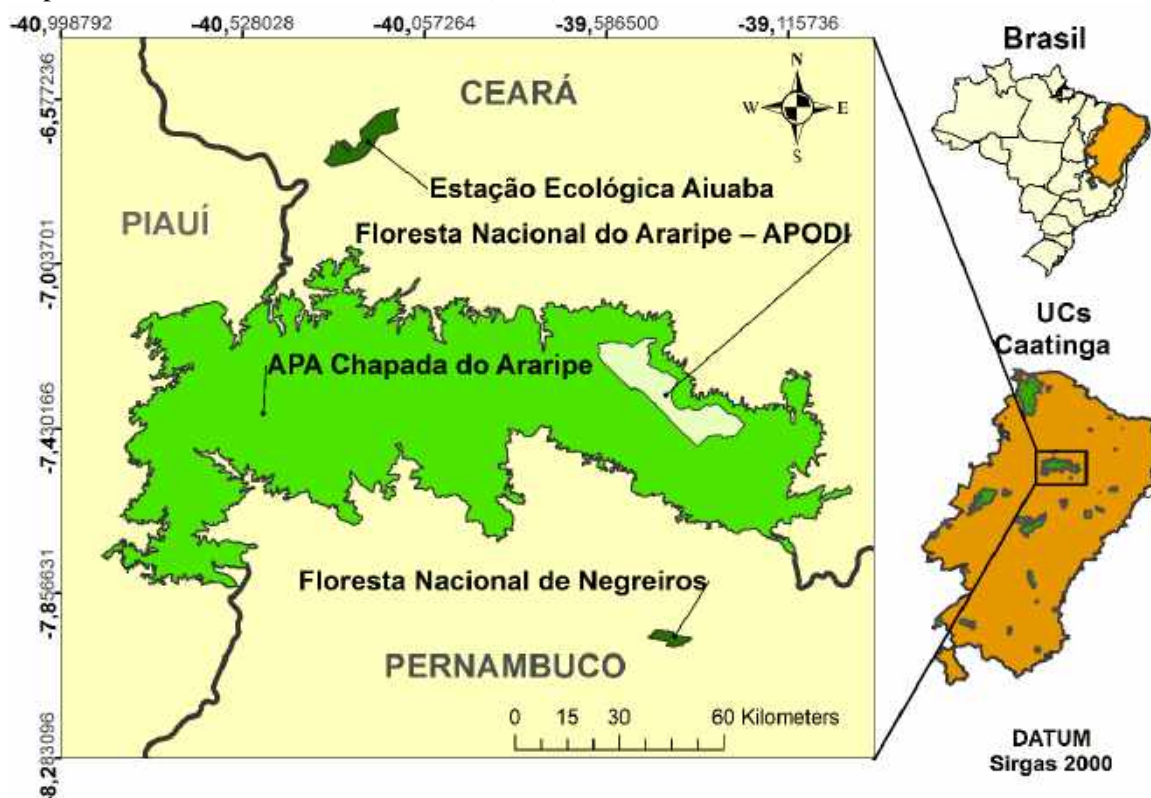 -40,998792 -40,528028 -40,057264 -39,586500 -39,115736
-6,577236
-7,003701
-7,430166
-7,856631
-8,283096
CEARÁ
N
W E
S
Estação Ecológica Aiuaba
PIAUÍ
Floresta Nacional do Araripe – APODI
APA Chapada do Araripe
Floresta Nacional de Negreiros
PERNAMBUCO
0 15 30 60 Kilometers
Brasil
UCs
Caatinga
DATUM
Sirgas 2000